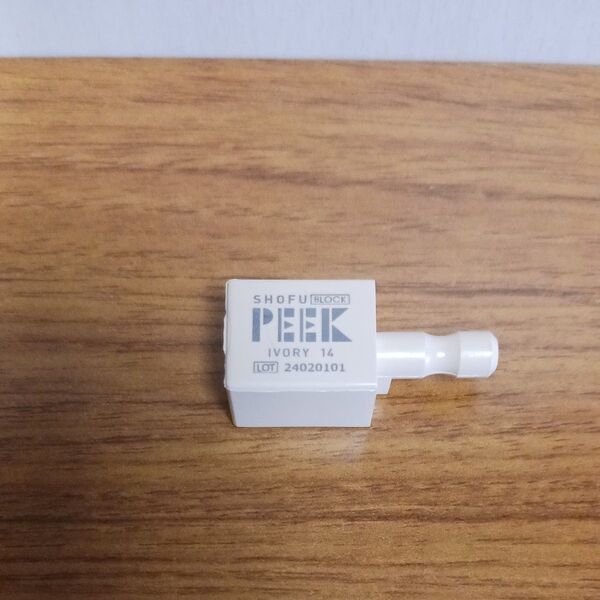 SHOFU BLOCK
PEEK
IVORY 14
LOT 24020101